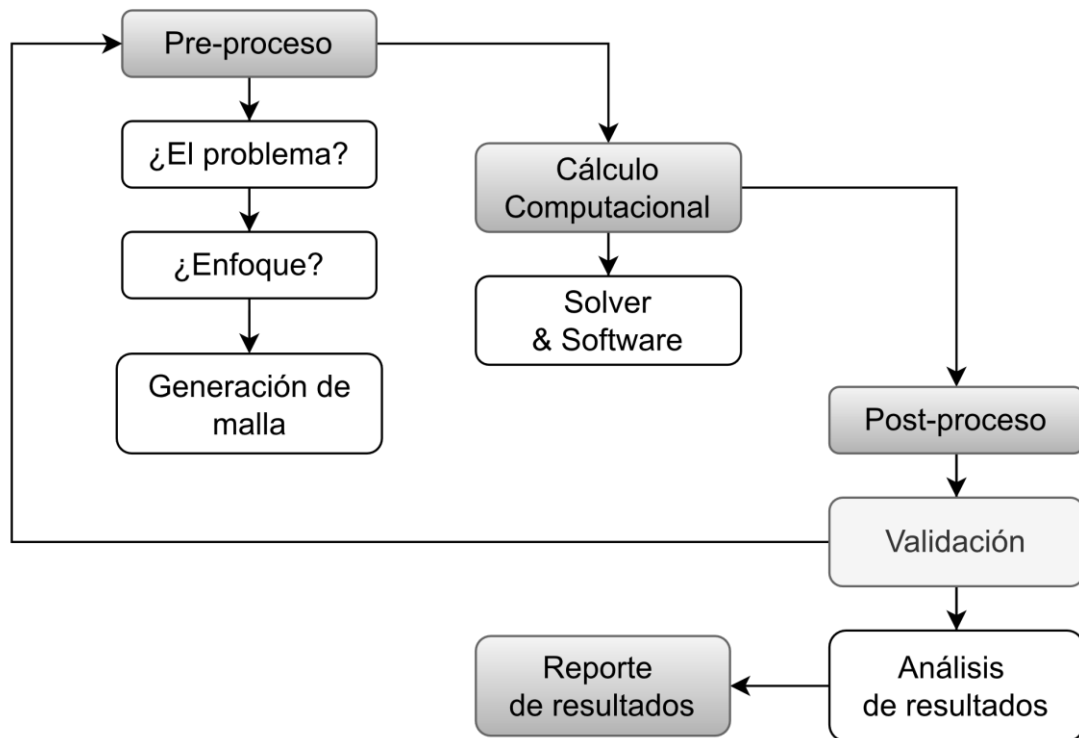 Pre-proceso
¿El problema?
¿Enfoque?
Generación de
malla
Cálculo
Computacional
Solver
& Software
Post-proceso
Validación
Análisis
de resultados
Reporte
de resultados